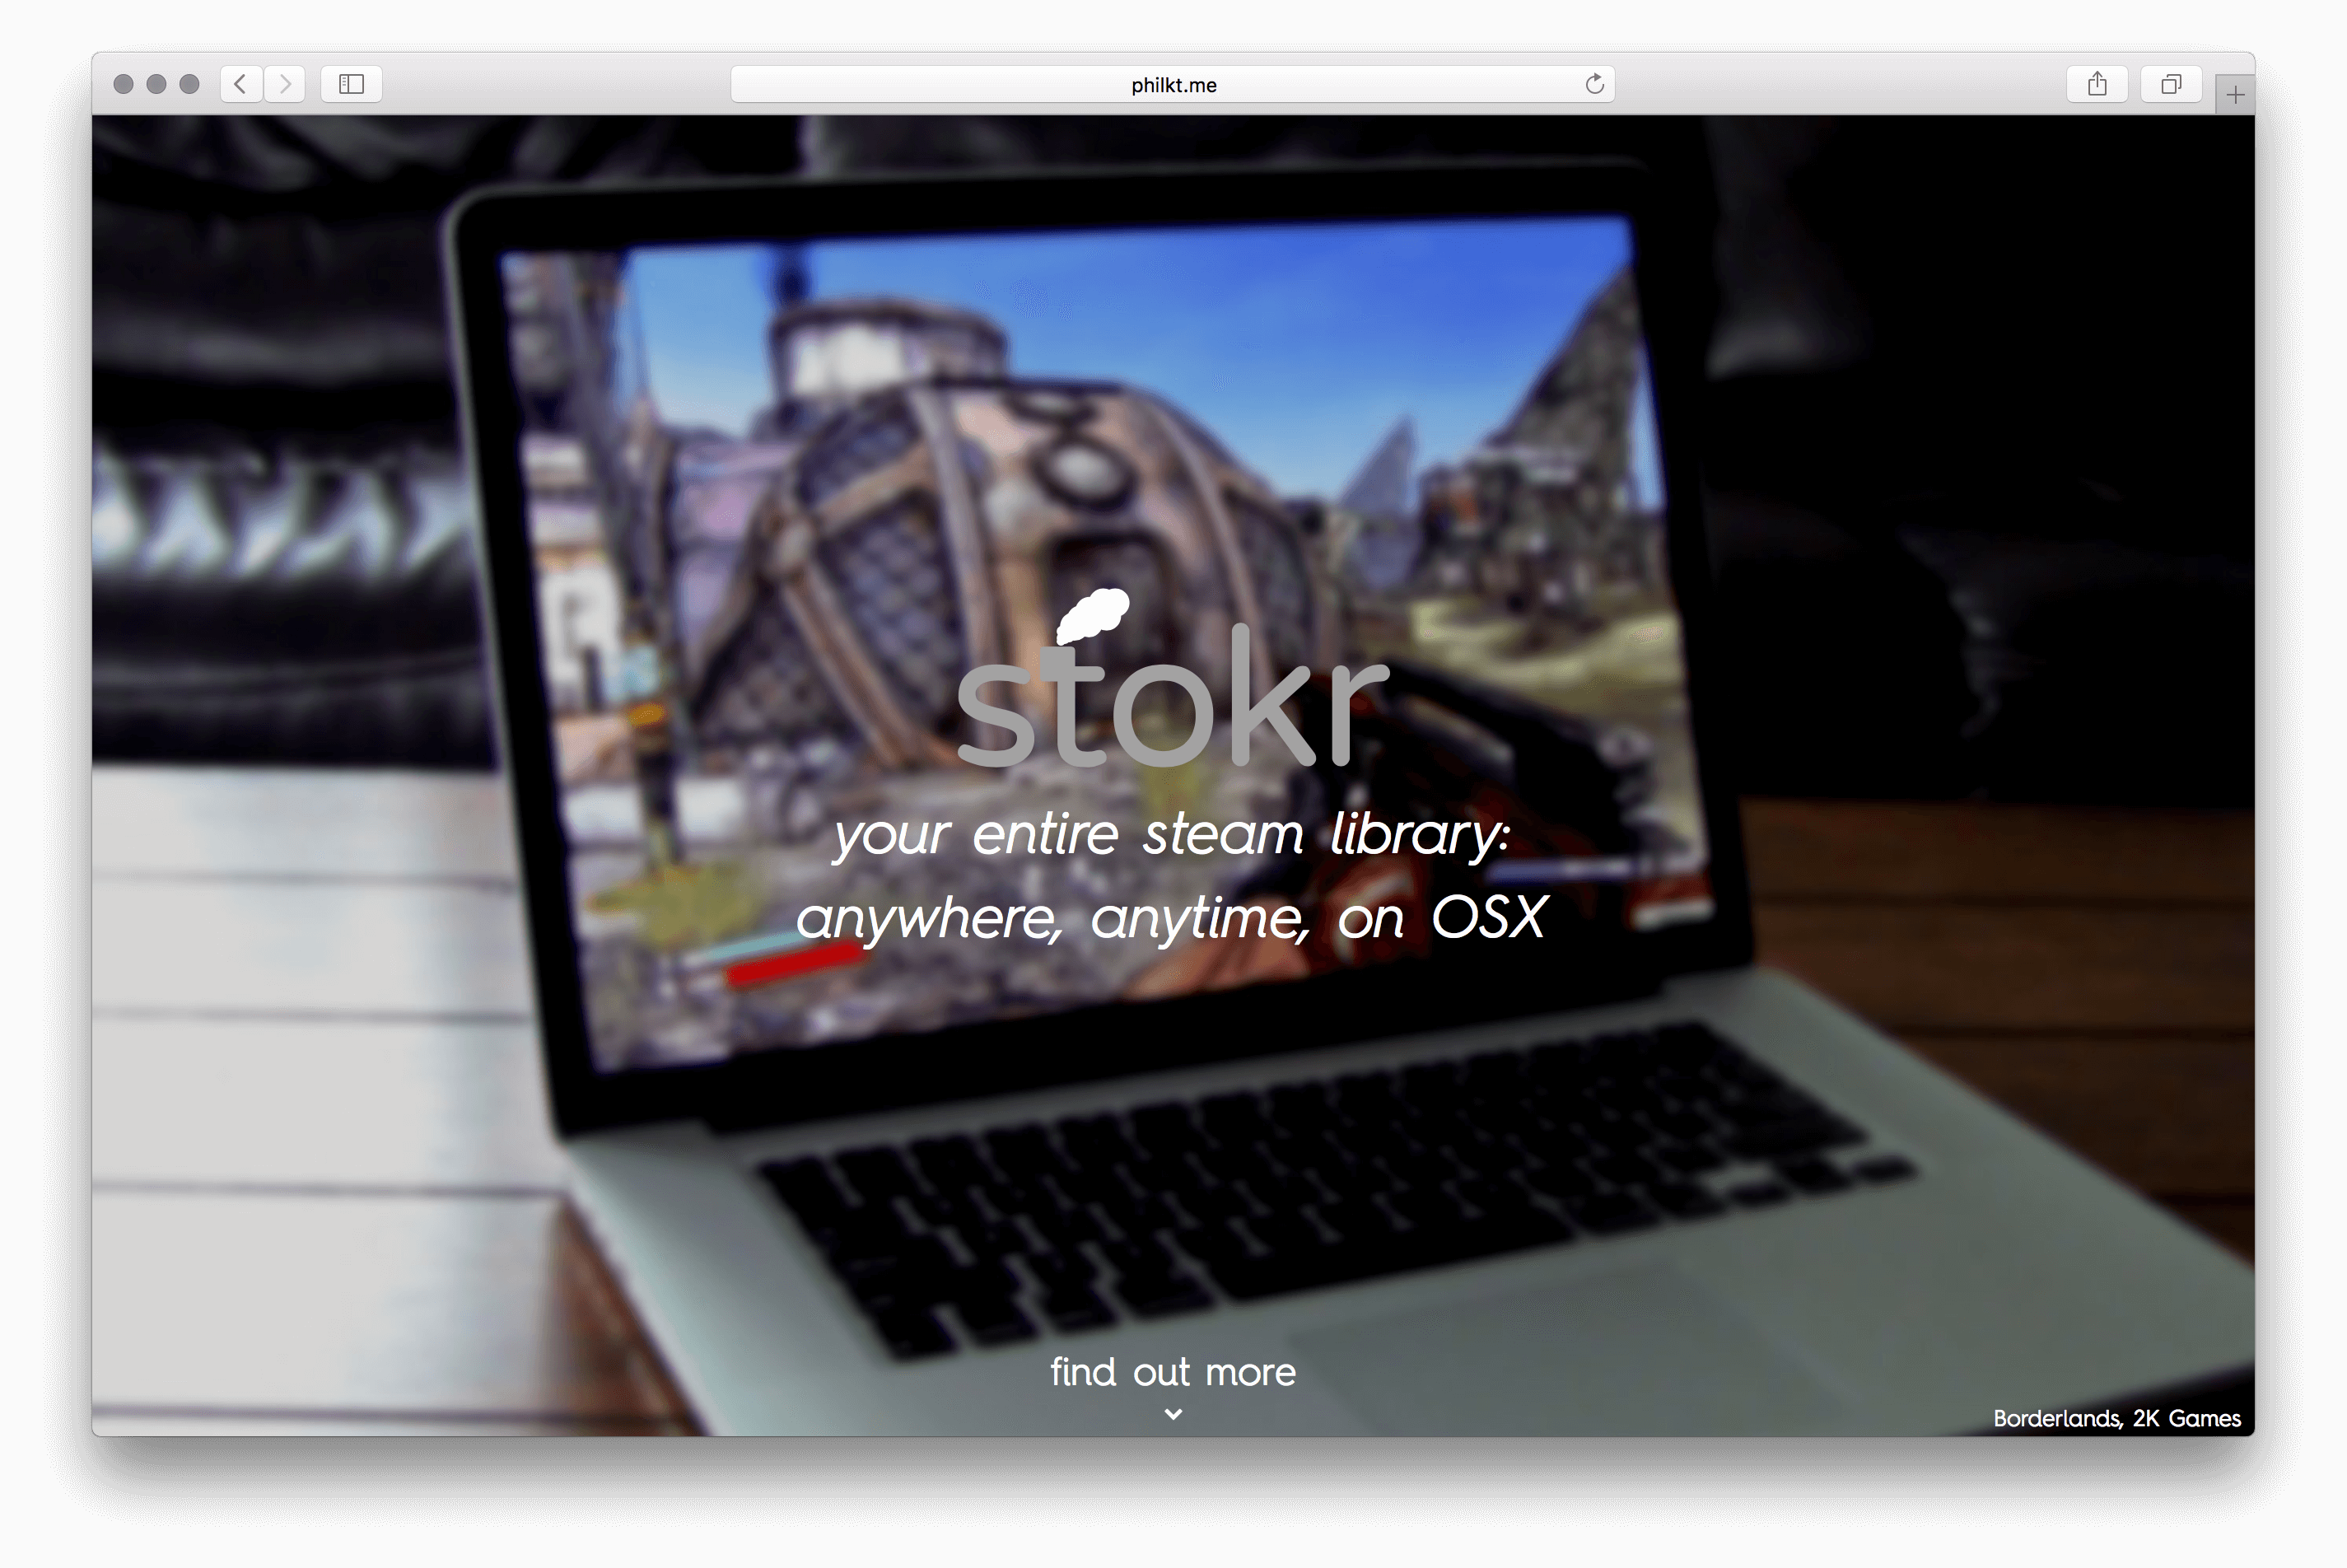 philkt.me
stokr
your entire steam library:
anywhere, anytime, on OSX
find out more
Borderlands, 2K Games